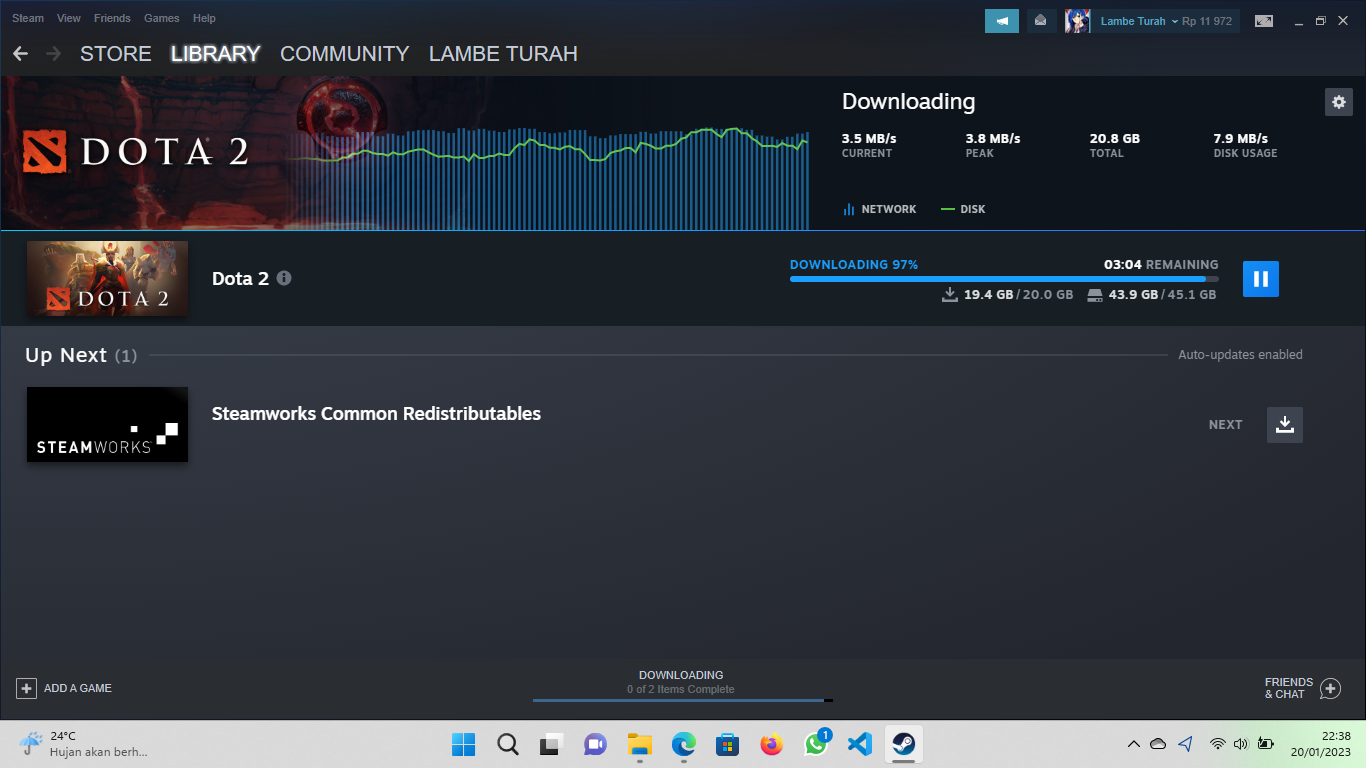 Steam View Friends Games Help
Lambe Turah Rp 11 972
STORE LIBRARY COMMUNITY LAMBE TURAH
DOTA 2
Downloading
3.5 MB/s 3.8 MB/s 20.8 GB 7.9 MB/s
CURRENT PEAK TOTAL DISK USAGE
NETWORK DISK
DOTA 2
Dota 2
DOWNLOADING 97% 03:04 REMAINING
19.4 GB / 20.0 GB 43.9 GB / 45.1 GB
Up Next (1)
Auto-updates enabled
STEAMWORKS
Steamworks Common Redistributables
NEXT
ADD A GAME
DOWNLOADING
0 of 2 Items Complete
FRIENDS
& CHAT
24°C
Hujan akan berh...
1
22:38
20/01/2023